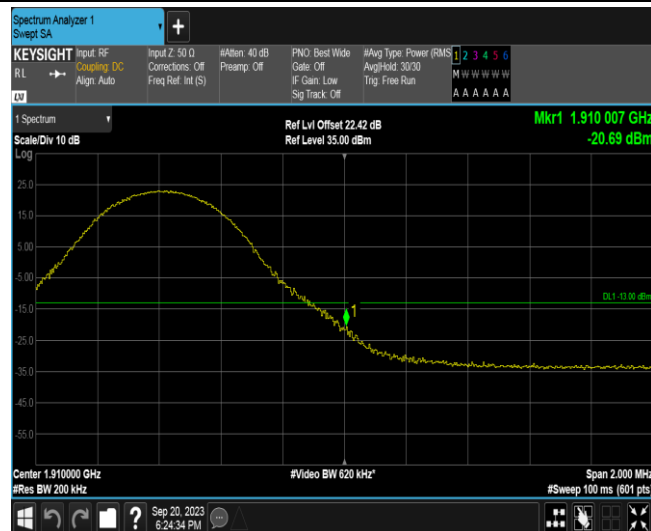 Spectrum Analyzer 1
Swept SA
+
KEYSIGHT
RL
LXI
Input: RF
Coupling: DC
Align: Auto
Input Z: 50 Ω
Corrections: Off
Freq Ref: Int (S)
#Atten: 40 dB
Preamp: Off
PNO: Best Wide
Gate: Off
IF Gain: Low
Sig Track: Off
#Avg Type: Power (RMS
Avg|Hold: 30/30
Trig: Free Run
1 2 3 4 5 6
M W W W W W
A A A A A A
1 Spectrum
Scale/Div 10 dB
Log
Ref Lvl Offset 22.42 dB
Ref Level 35.00 dBm
Mkr1 1.910 007 GHz
-20.69 dBm
25.0
15.0
5.00
-5.00
-15.0
-25.0
-35.0
-45.0
-55.0
DL1 -13.00 dBm
1
Center 1.910000 GHz
#Res BW 200 kHz
#Video BW 620 kHz*
Span 2.000 MHz
#Sweep 100 ms (601 pts)
?
Sep 20, 2023
6:24:34 PM